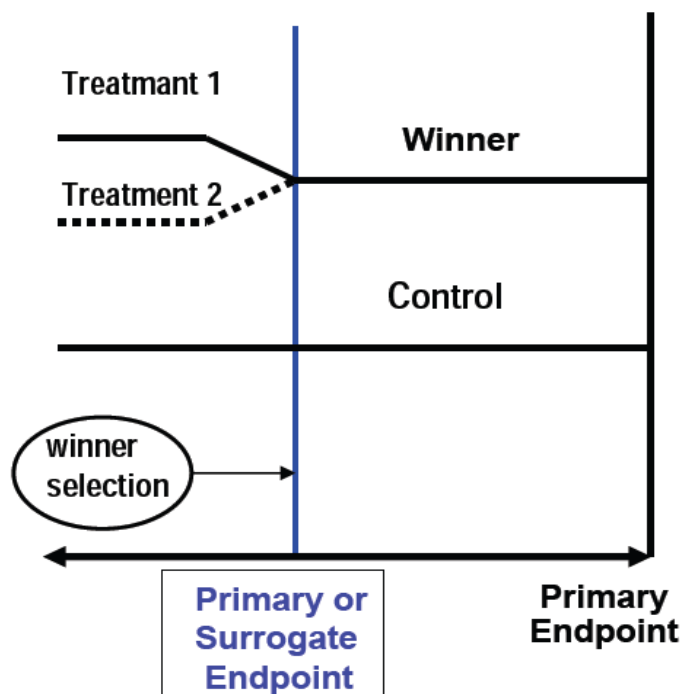 Treatmant 1
Winner
Treatment 2
Control
winner
selection
Primary or
Surrogate
Endpoint
Primary
Endpoint